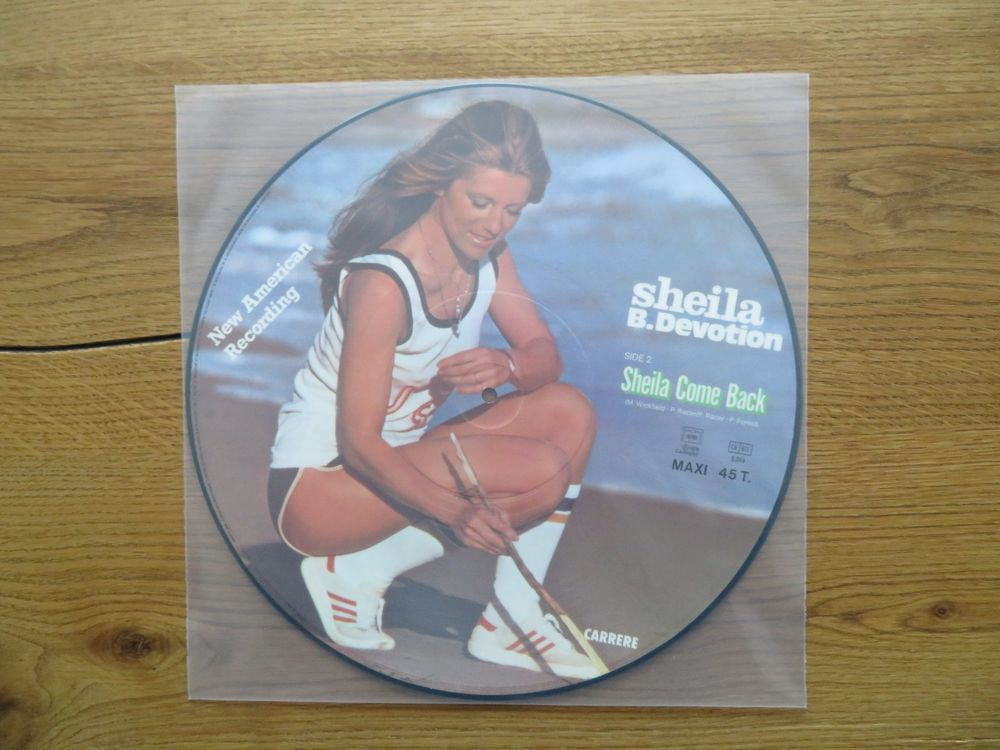 New American
Recording
sheila
B.Devotion
SIDE 2
Sheila Come Back
MAXI 45 T.
CARRERE